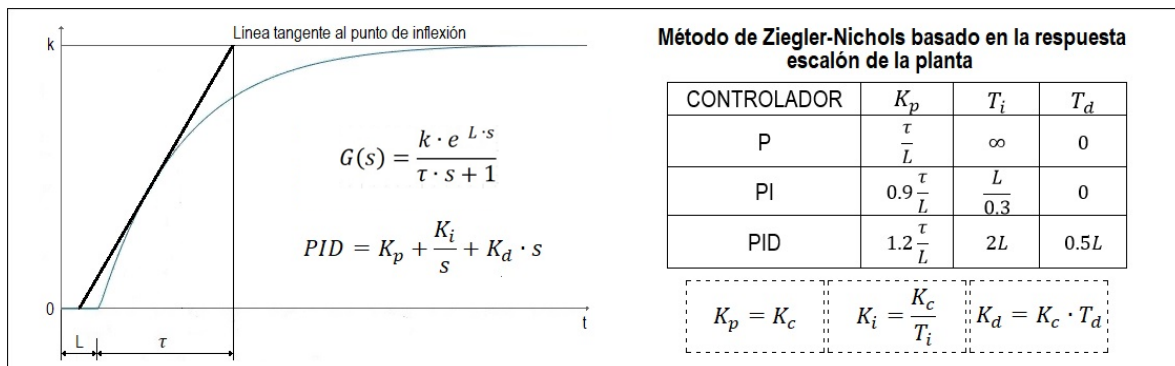 Linea tangente al punto de inflexión
k
G(s) = k · e^{L·s} / (τ · s + 1)
PID = K_p + K_i / s + K_d · s
0
t
L
τ
Método de Ziegler-Nichols basado en la respuesta
escalón de la planta
CONTROLADOR K_p T_i T_d
P τ/L ∞ 0
PI 0.9 τ/L L/0.3 0
PID 1.2 τ/L 2L 0.5L
K_p = K_c K_i = K_c / T_i K_d = K_c · T_d